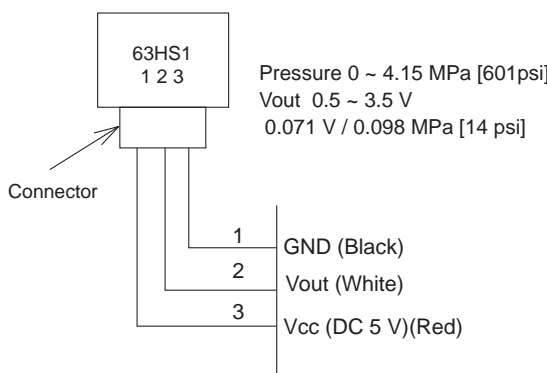 63HS1
1 2 3
Pressure 0 ~ 4.15 MPa [601psi]
Vout 0.5 ~ 3.5 V
0.071 V / 0.098 MPa [14 psi]
Connector
1
GND (Black)
2
Vout (White)
3
Vcc (DC 5 V)(Red)